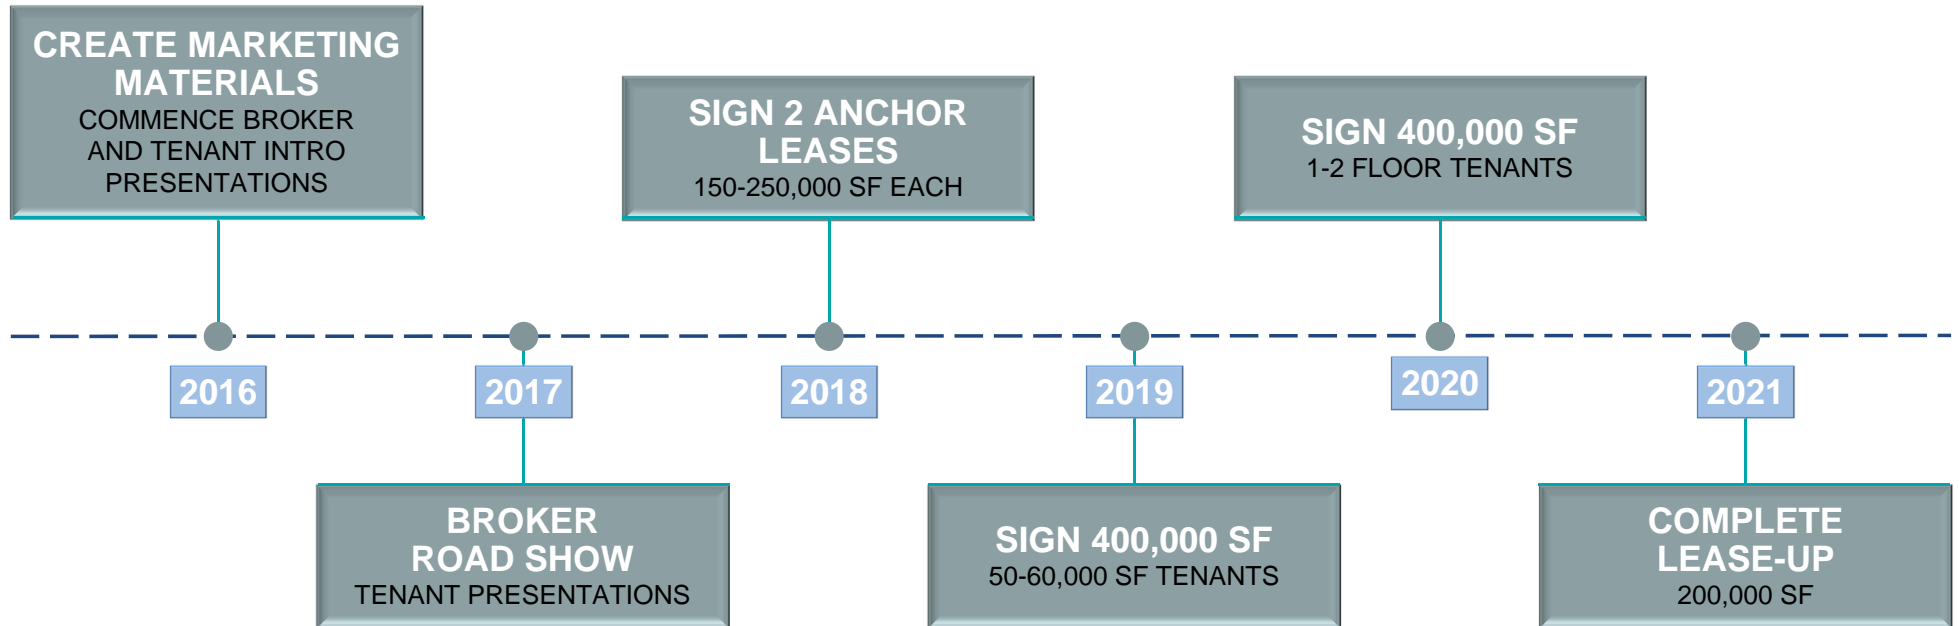 CREATE MARKETING
MATERIALS
COMMENCE BROKER
AND TENANT INTRO
PRESENTATIONS
SIGN 2 ANCHOR
LEASES
150-250,000 SF EACH
SIGN 400,000 SF
1-2 FLOOR TENANTS
2016
2017
2018
2019
2020
2021
BROKER
ROAD SHOW
TENANT PRESENTATIONS
SIGN 400,000 SF
50-60,000 SF TENANTS
COMPLETE
LEASE-UP
200,000 SF